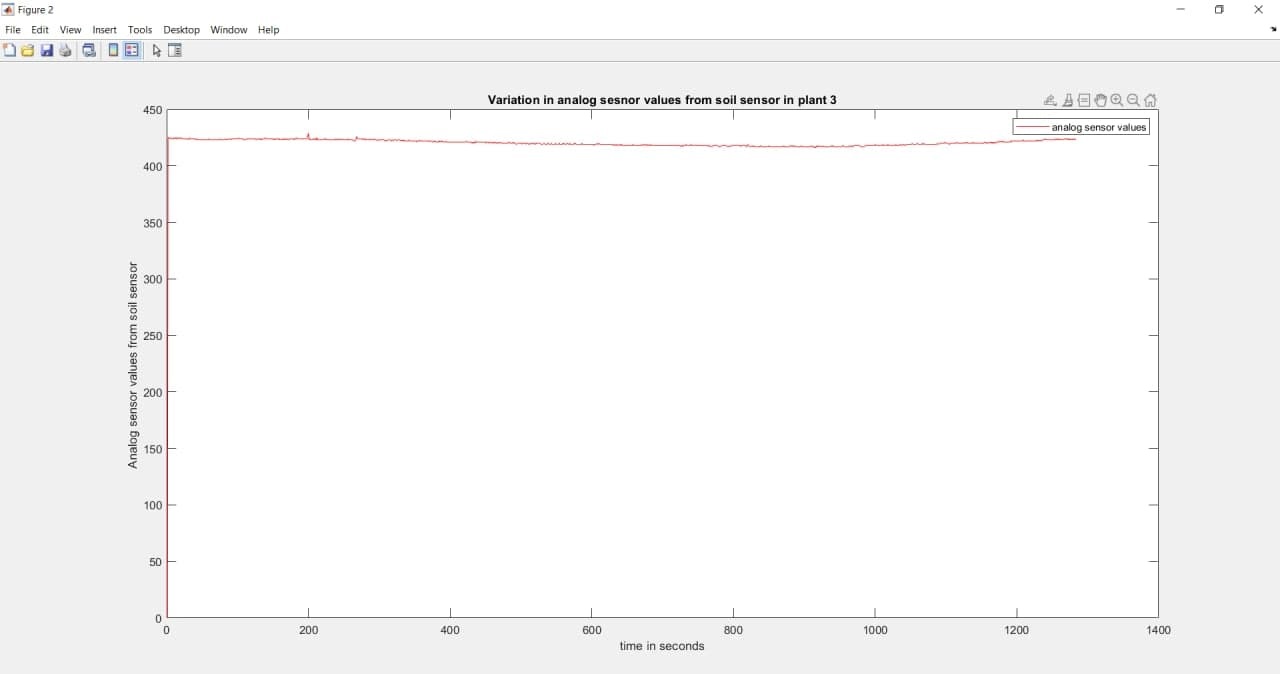 Figure 2
File Edit View Insert Tools Desktop Window Help
Variation in analog sesnor values from soil sensor in plant 3
analog sensor values
Analog sensor values from soil sensor
450
400
350
300
250
200
150
100
50
0
0 200 400 600 800 1000 1200 1400
time in seconds